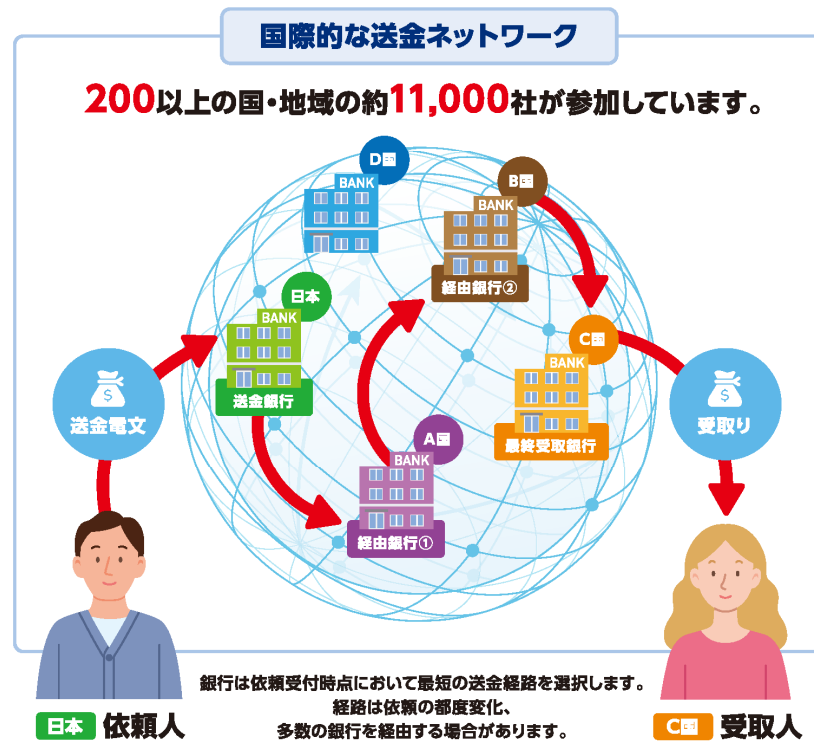 国際的な送金ネットワーク
200以上の国・地域の約11,000社が参加しています。
D国
BANK
B国
BANK
経由銀行②
日本
BANK
送金銀行
C国
BANK
最終受取銀行
$
送金電文
$
受取り
A国
BANK
経由銀行①
銀行は依頼受付時点において最短の送金経路を選択します。
経路は依頼の都度変化、
多数の銀行を経由する場合があります。
日本 依頼人
C国 受取人